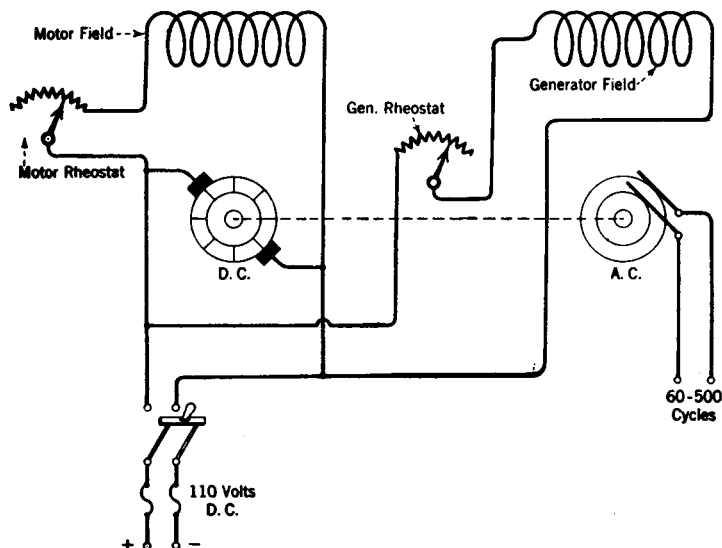 Motor Field
Generator Field
Gen. Rheostat
Motor Rheostat
D. C.
A. C.
60-500
Cycles
110 Volts
D. C.
+ −